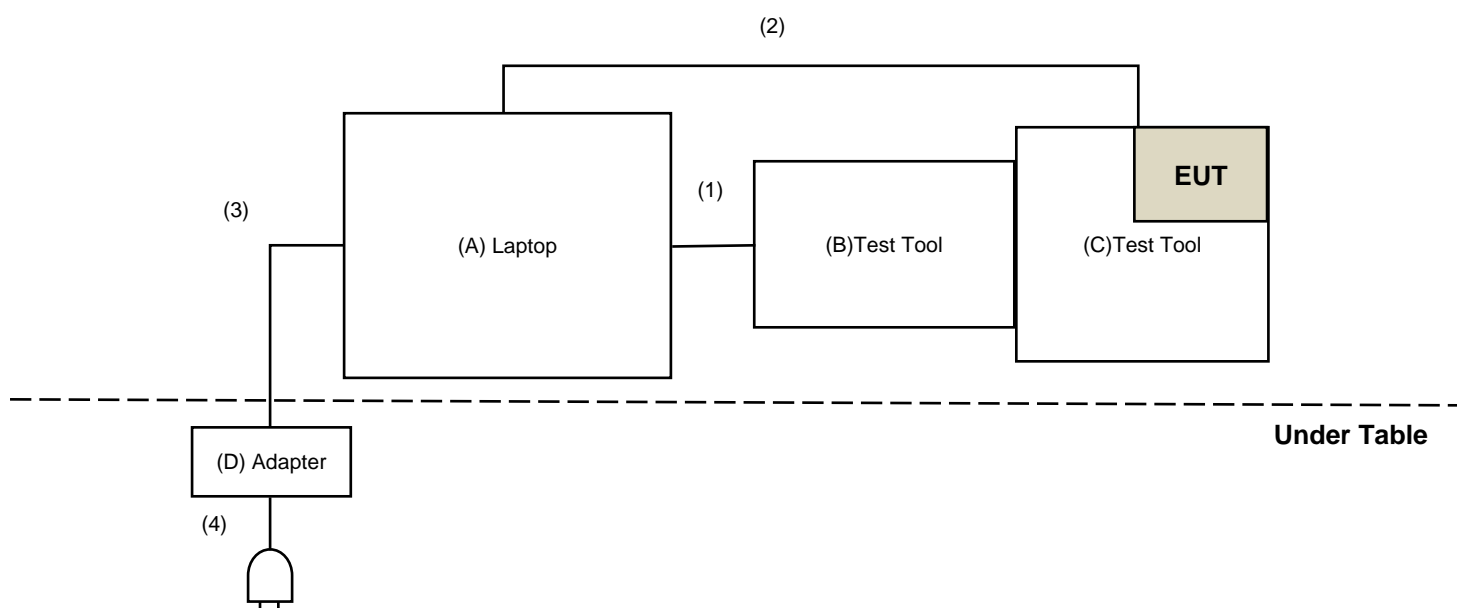 (2)
EUT
(1)
(3)
(A) Laptop
(B)Test Tool
(C)Test Tool
Under Table
(D) Adapter
(4)